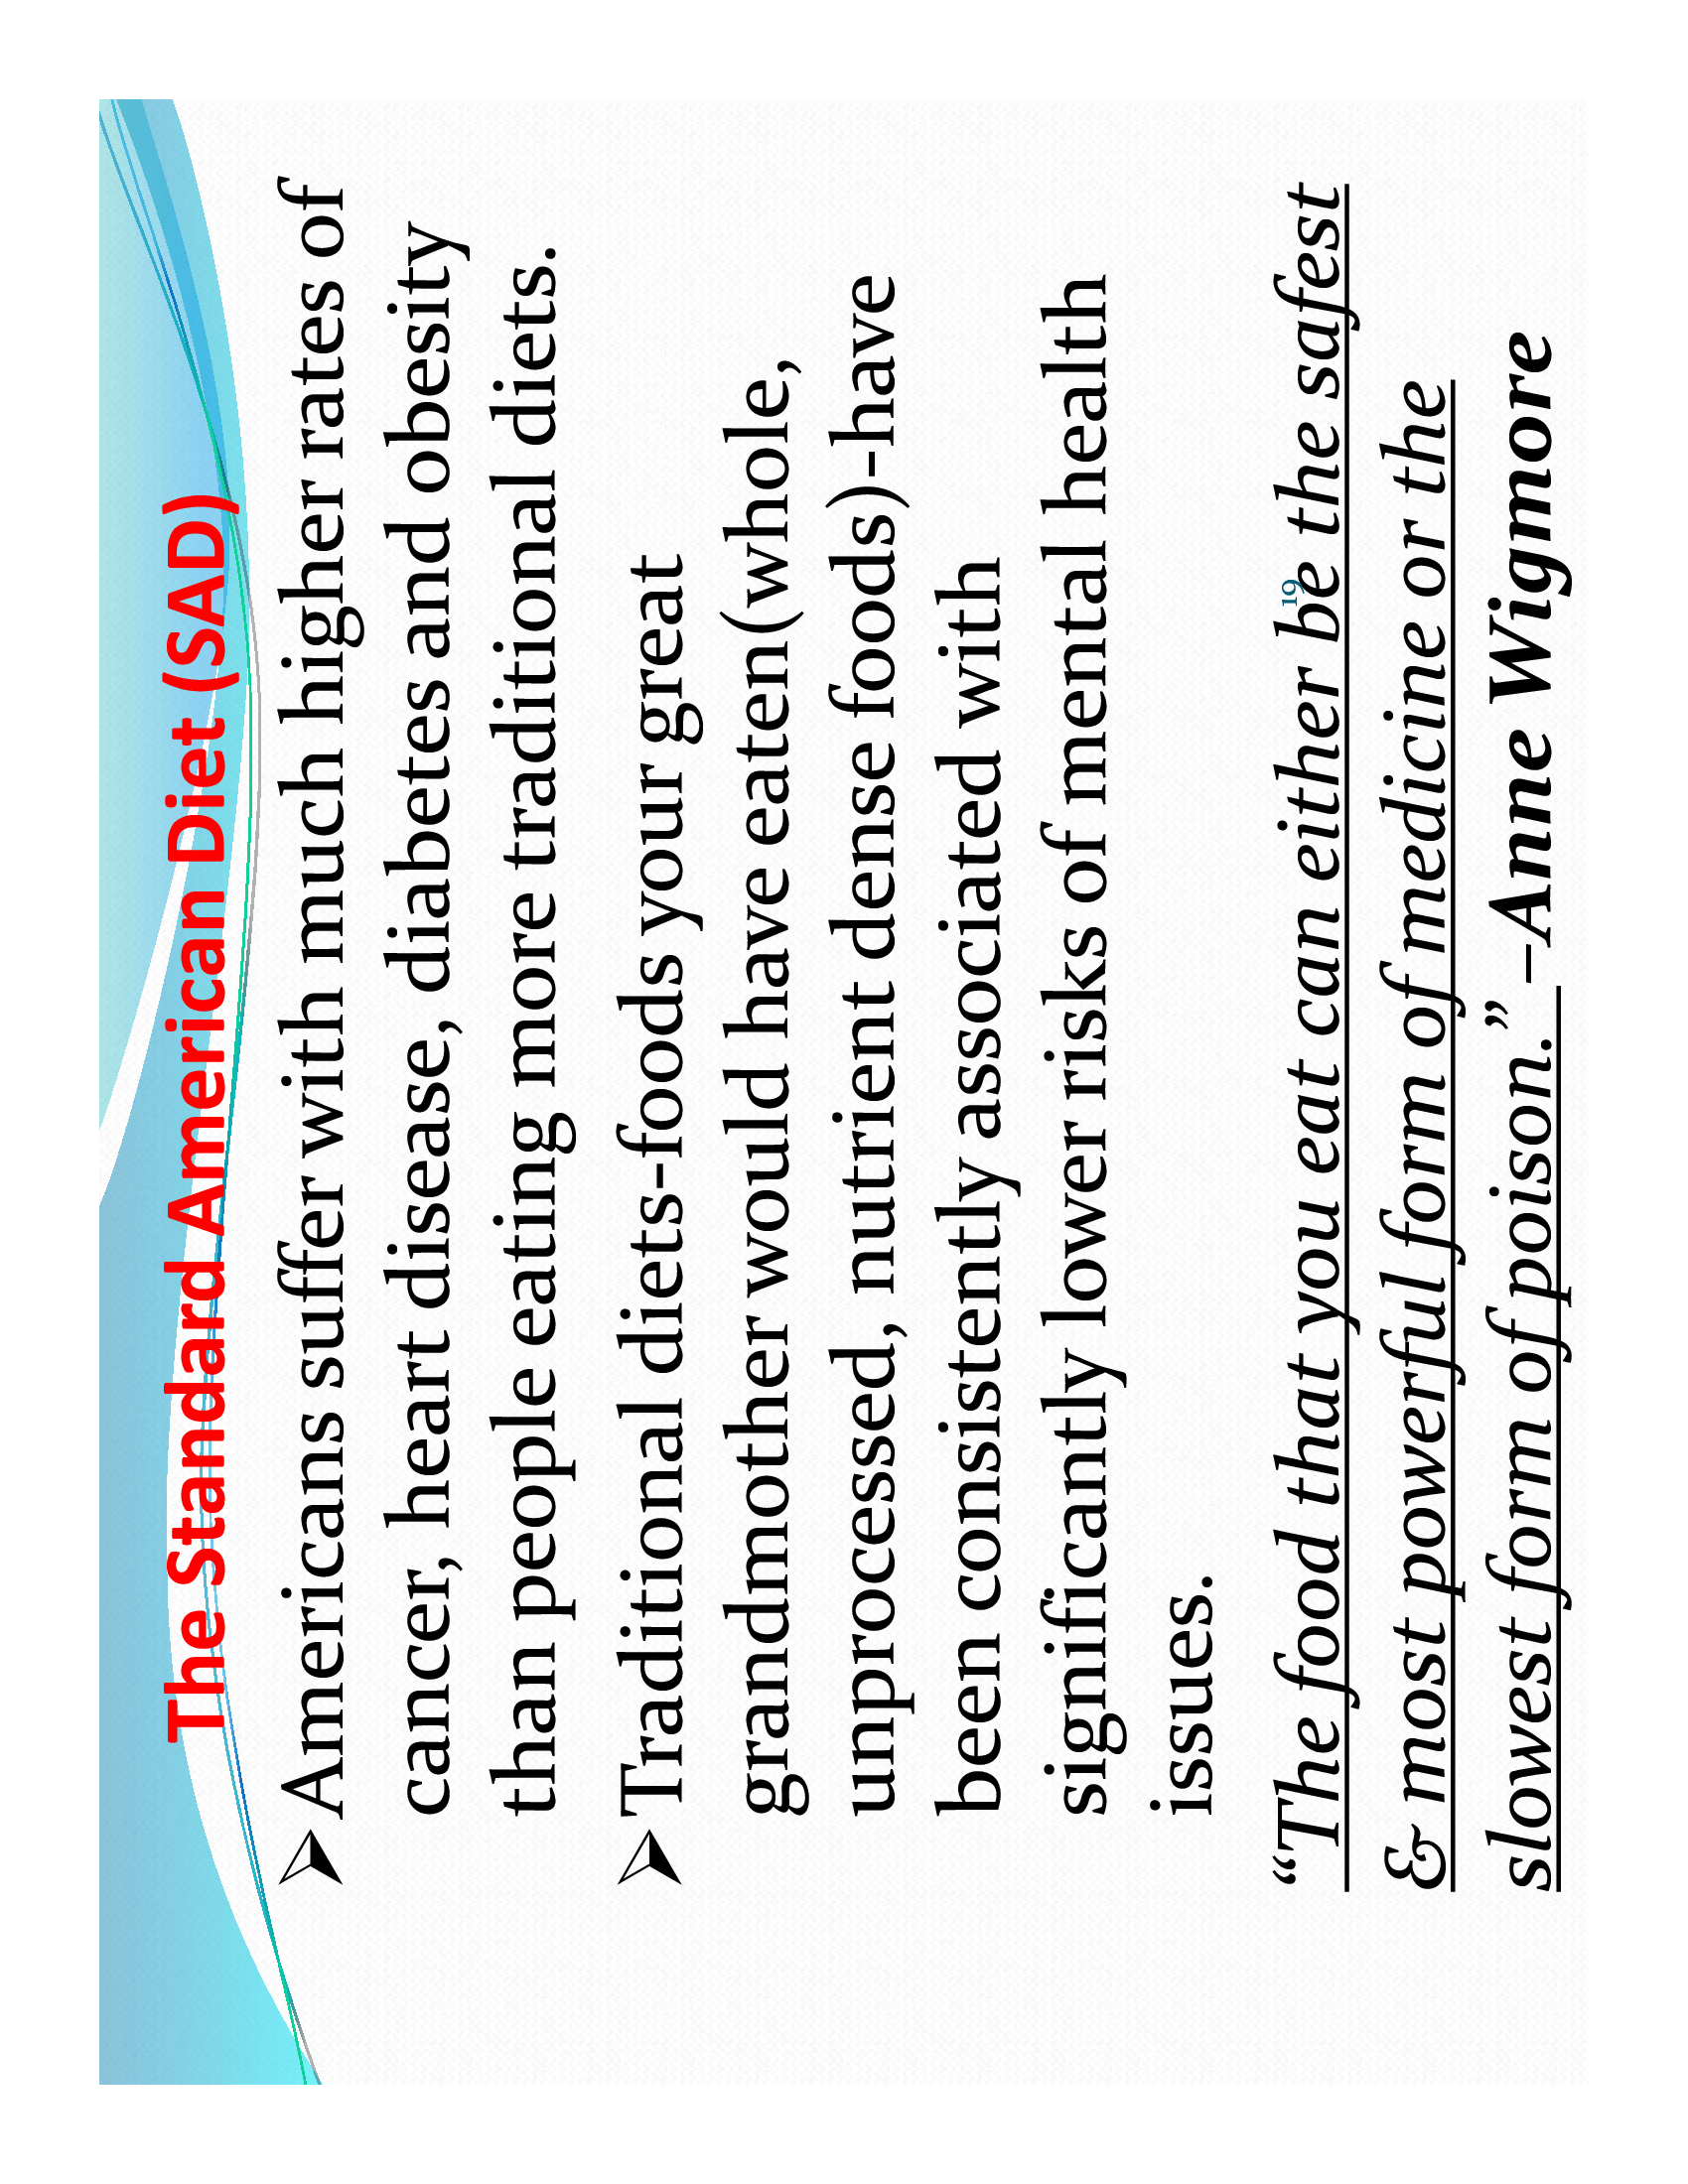 The Standard American Diet (SAD)
➢Americans suffer with much higher rates of
cancer, heart disease, diabetes and obesity
than people eating more traditional diets.
➢Traditional diets-foods your great
grandmother would have eaten(whole,
unprocessed, nutrient dense foods)-have
been consistently associated with
significantly lower risks of mental health
issues.
19
“The food that you eat can either be the safest
& most powerful form of medicine or the
slowest form of poison.” –Anne Wigmore